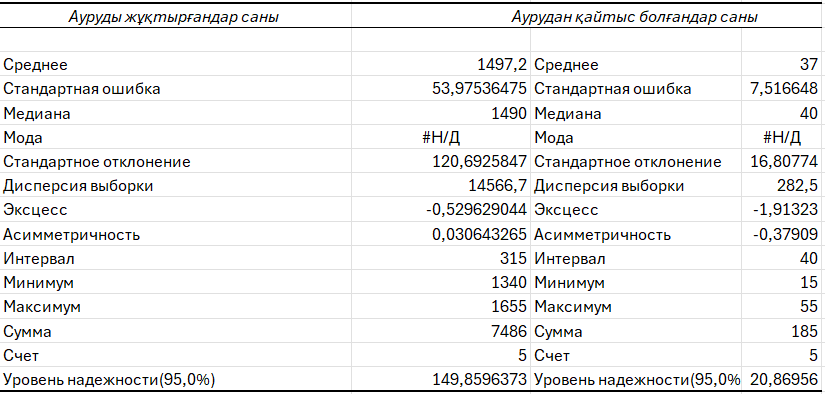 Ауруды жұқтырғандар саны Аурудан қайтыс болғандар саны
Среднее 1497,2 Среднее 37
Стандартная ошибка 53,97536475 Стандартная ошибка 7,516648
Медиана 1490 Медиана 40
Мода #Н/Д Мода #Н/Д
Стандартное отклонение 120,6925847 Стандартное отклонение 16,80774
Дисперсия выборки 14566,7 Дисперсия выборки 282,5
Эксцесс -0,529629044 Эксцесс -1,91323
Асимметричность 0,030643265 Асимметричность -0,37909
Интервал 315 Интервал 40
Минимум 1340 Минимум 15
Максимум 1655 Максимум 55
Сумма 7486 Сумма 185
Счет 5 Счет 5
Уровень надежности(95,0%) 149,8596373 Уровень надежности(95,0% 20,86956